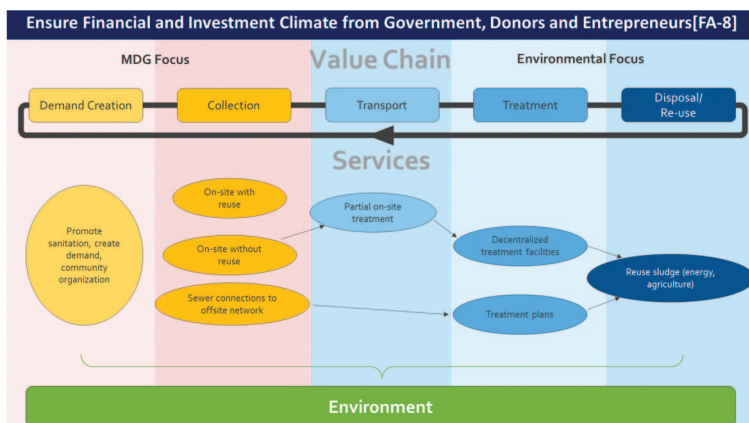 Ensure Financial and Investment Climate from Government, Donors and Entrepreneurs[FA-8]
MDG Focus
Value Chain
Environmental Focus
Demand Creation
Collection
Transport
Treatment
Disposal/
Re-use
Services
On-site with
reuse
Partial on-site
treatment
Promote
sanitation, create
demand,
community
organization
On-site without
reuse
Decentralized
treatment facilities
Reuse sludge (energy,
agriculture)
Sewer connections to
offsite network
Treatment plans
Environment